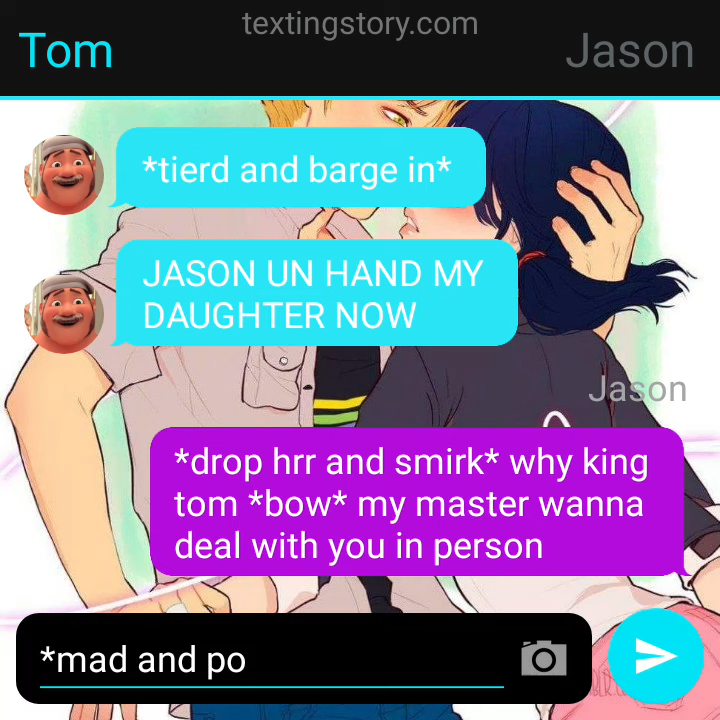 textingstory.com
Tom
Jason
*tierd and barge in*
JASON UN HAND MY
DAUGHTER NOW
Jason
*drop hrr and smirk* why king
tom *bow* my master wanna
deal with you in person
*mad and po